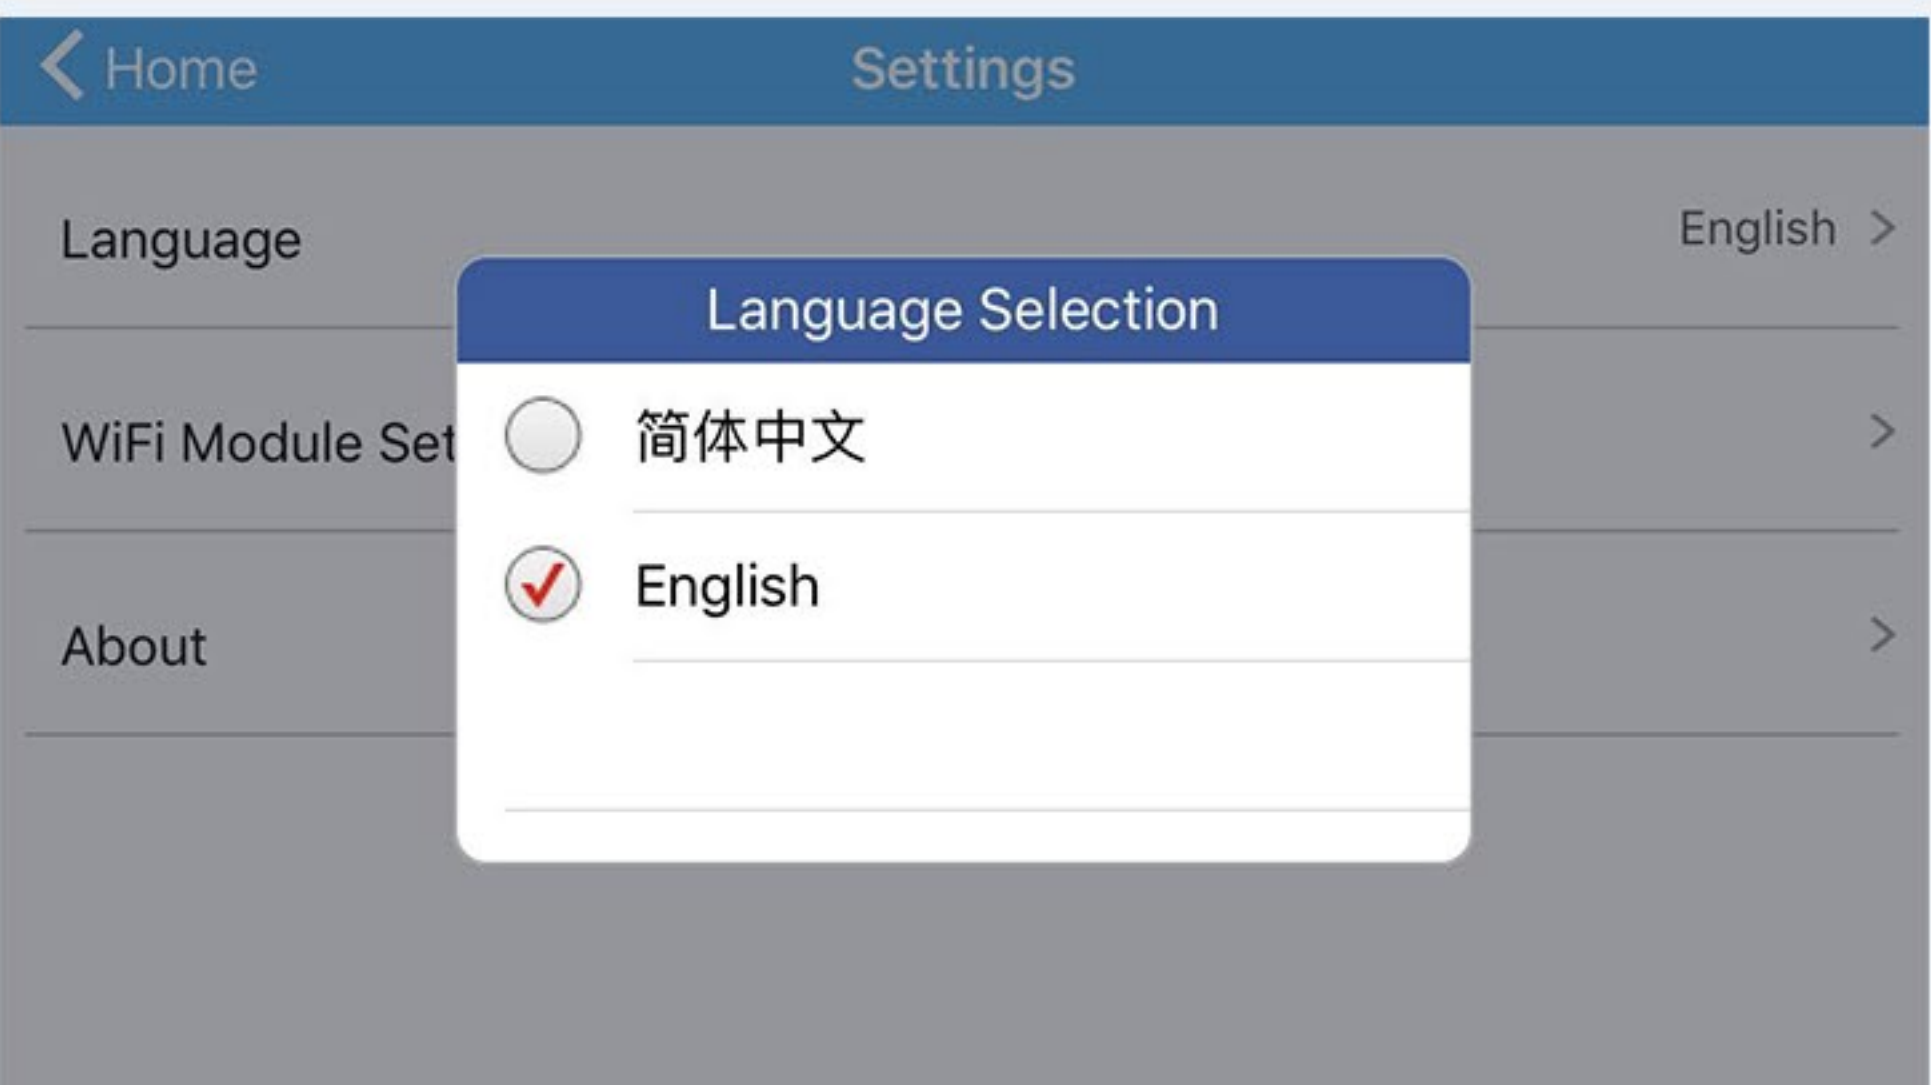 Home
Settings
Language
English
Language Selection
WiFi Module Set
简体中文
English
About